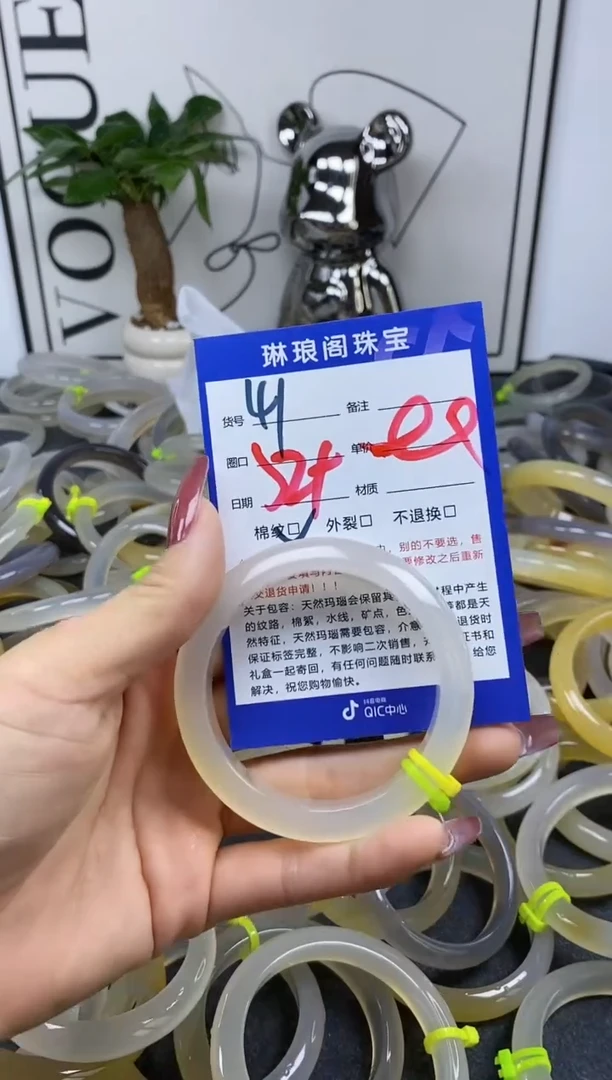 VOGUE
琳琅阁珠宝
货号 41 备注
圈口 52+ 单价
日期 材质
棉纹□ 外裂□ 不退换□
别的不要选，售
要修改之后重新
交退货申请！！！
关于包容：天然玛瑙会保留其 程中产生
的纹路，棉絮，水线，矿点，色 都是天
然特征，天然玛瑙需要包容，介意 退货时
保证标签完整，不影响二次销售， 证书和
礼盒一起寄回，有任何问题随时联系 给您
解决，祝您购物愉快。
抖音电商
QIC中心